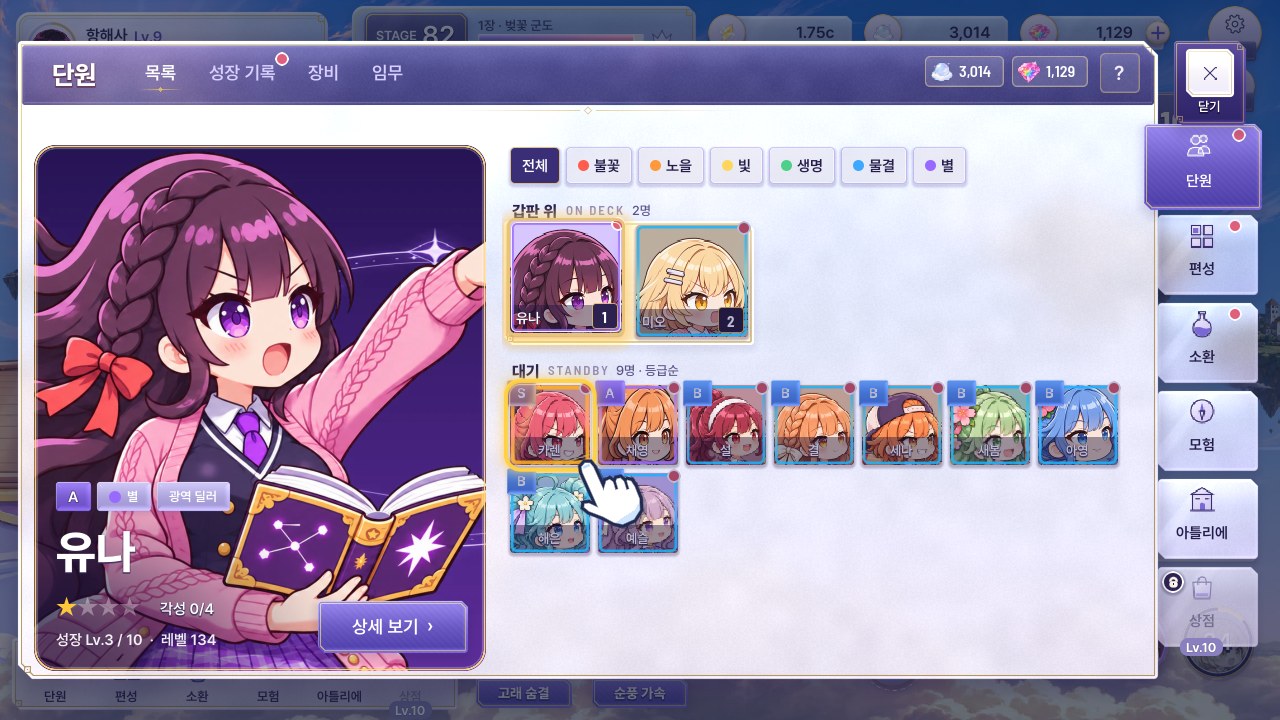 항해사 Lv.9
STAGE 82
1장 · 벚꽃 군도
1.75c
3,014
1,129
단원
목록
성장 기록
장비
임무
3,014
1,129
?
닫기
전체
불꽃
노을
빛
생명
물결
별
갑판 위 ON DECK 2명
유나 1
미오 2
대기 STANDBY 9명 · 등급순
S
A
B
B
B
B
B
카렌
채영
설
결
세나
새봄
아영
B
해은
예슬
A
별
광역 딜러
유나
각성 0/4
성장 Lv.3 / 10 · 레벨 134
상세 보기 ›
단원
편성
소환
모험
아틀리에
상점
Lv.10
단원
편성
소환
모험
아틀리에
상점
Lv.10
고래 숨결
순풍 가속